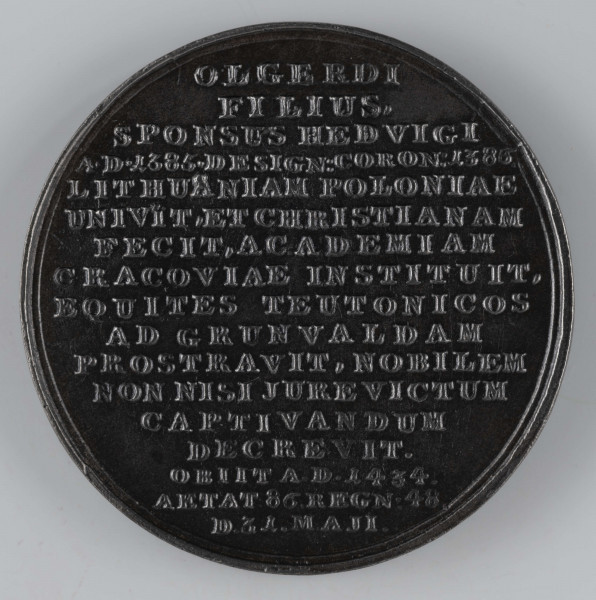 OLGERDI
FILIUS,
SPONSUS HEDVIGI
A.D.1385.DESIGN:CORON:1386
LITHUANIAM POLONIAE
UNIVIT,ET CHRISTIANAM
FECIT, ACADEMIAM
CRACOVIAE INSTITUIT,
EQUITES TEUTONICOS
AD GRUNVALDAM
PROSTRAVIT, NOBILEM
NON NISI JURE VICTUM
CAPTIVANDUM
DECREVIT.
OBIIT A.D.1434.
AETAT 86. REGN:48.
D.31.MAJI.